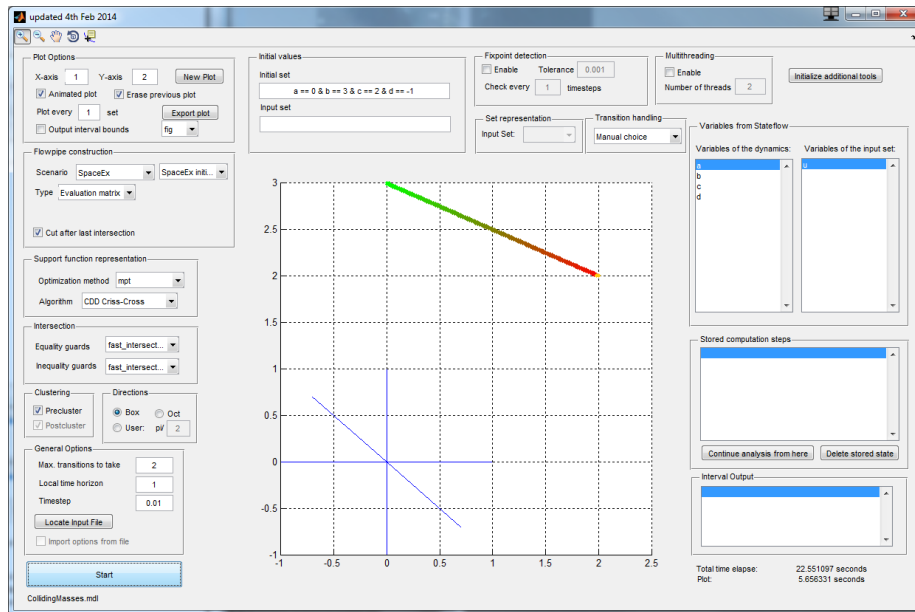 updated 4th Feb 2014
Plot Options
X-axis 1 Y-axis 2 New Plot
Animated plot Erase previous plot
Plot every 1 set Export plot
Output interval bounds fig
Flowpipe construction
Scenario SpaceEx SpaceEx initi...
Type Evaluation matrix
Cut after last intersection
Support function representation
Optimization method mpt
Algorithm CDD Criss-Cross
Intersection
Equality guards fast_intersect...
Inequality guards fast_intersect...
Clustering
Precluster
Postcluster
Directions
Box Oct
User: pi/ 2
General Options
Max. transitions to take 2
Local time horizon 1
Timestep 0.01
Locate Input File
Import options from file
Start
CollidingMasses.mdl
Initial values
Initial set
a == 0 & b == 3 & c == 2 & d == -1
Input set
Fixpoint detection
Enable Tolerance 0.001
Check every 1 timesteps
Multithreading
Enable
Number of threads 2
Initialize additional tools
Set representation
Input Set:
Transition handling
Manual choice
3
2.5
2
1.5
1
0.5
0
-0.5
-1
-1 -0.5 0 0.5 1 1.5 2 2.5
Variables from Stateflow
Variables of the dynamics: Variables of the input set:
a u
b
c
d
Stored computation steps
Continue analysis from here Delete stored state
Interval Output
Total time elapse: 22.551097 seconds
Plot: 5.656331 seconds